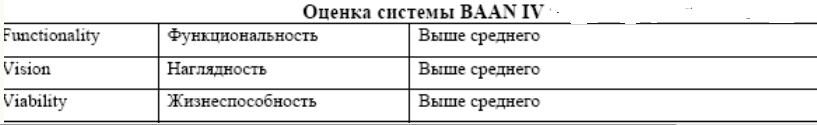 Оценка системы BAAN IV
Functionality Функциональность Выше среднего
Vision Наглядность Выше среднего
Viability Жизнеспособность Выше среднего